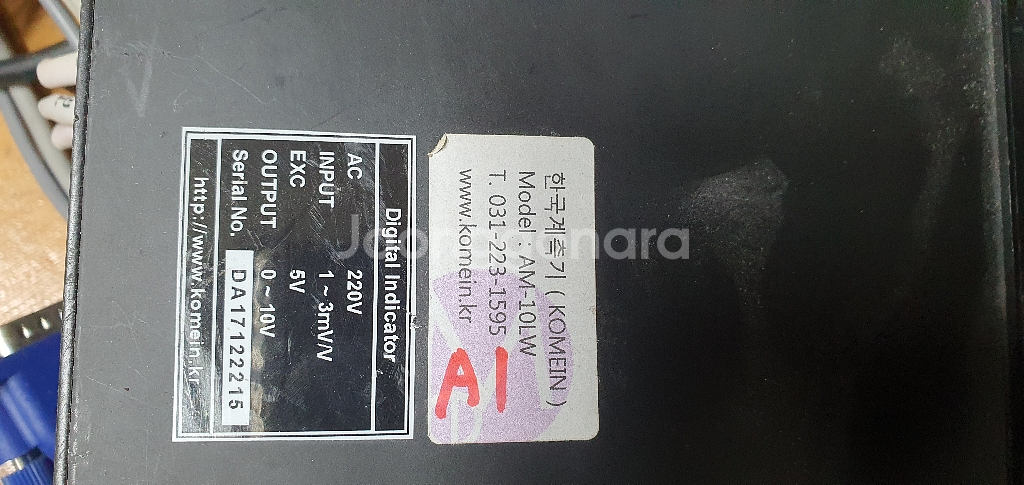 한국계측기 ( KOMEIN )
Model : AM-10LW
T. 031-223-1595
www.komein.kr
A1
Digital Indicator
AC 220V
INPUT 1 ~ 3mV/V
EXC 5V
OUTPUT 0 ~ 10V
Serial.No. DA17122215
http://www.komein.kr
Joongonara